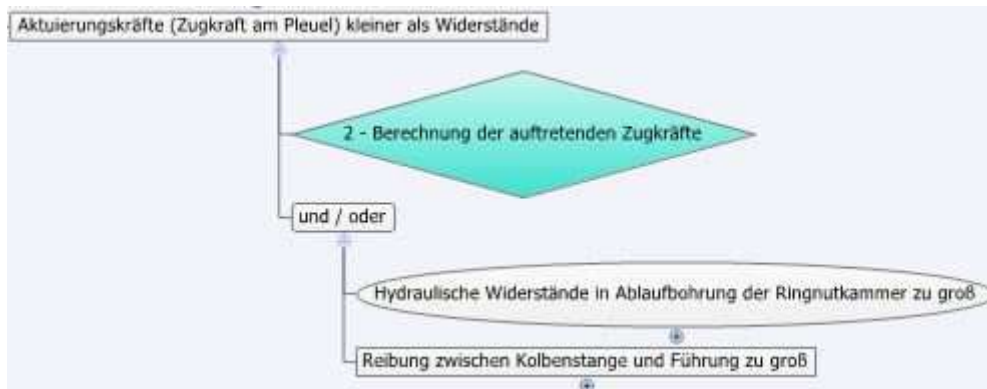 Aktuierungskräfte (Zugkraft am Pleuel) kleiner als Widerstände
2 - Berechnung der auftretenden Zugkräfte
und / oder
Hydraulische Widerstände in Ablaufbohrung der Ringnutkammer zu groß
Reibung zwischen Kolbenstange und Führung zu groß